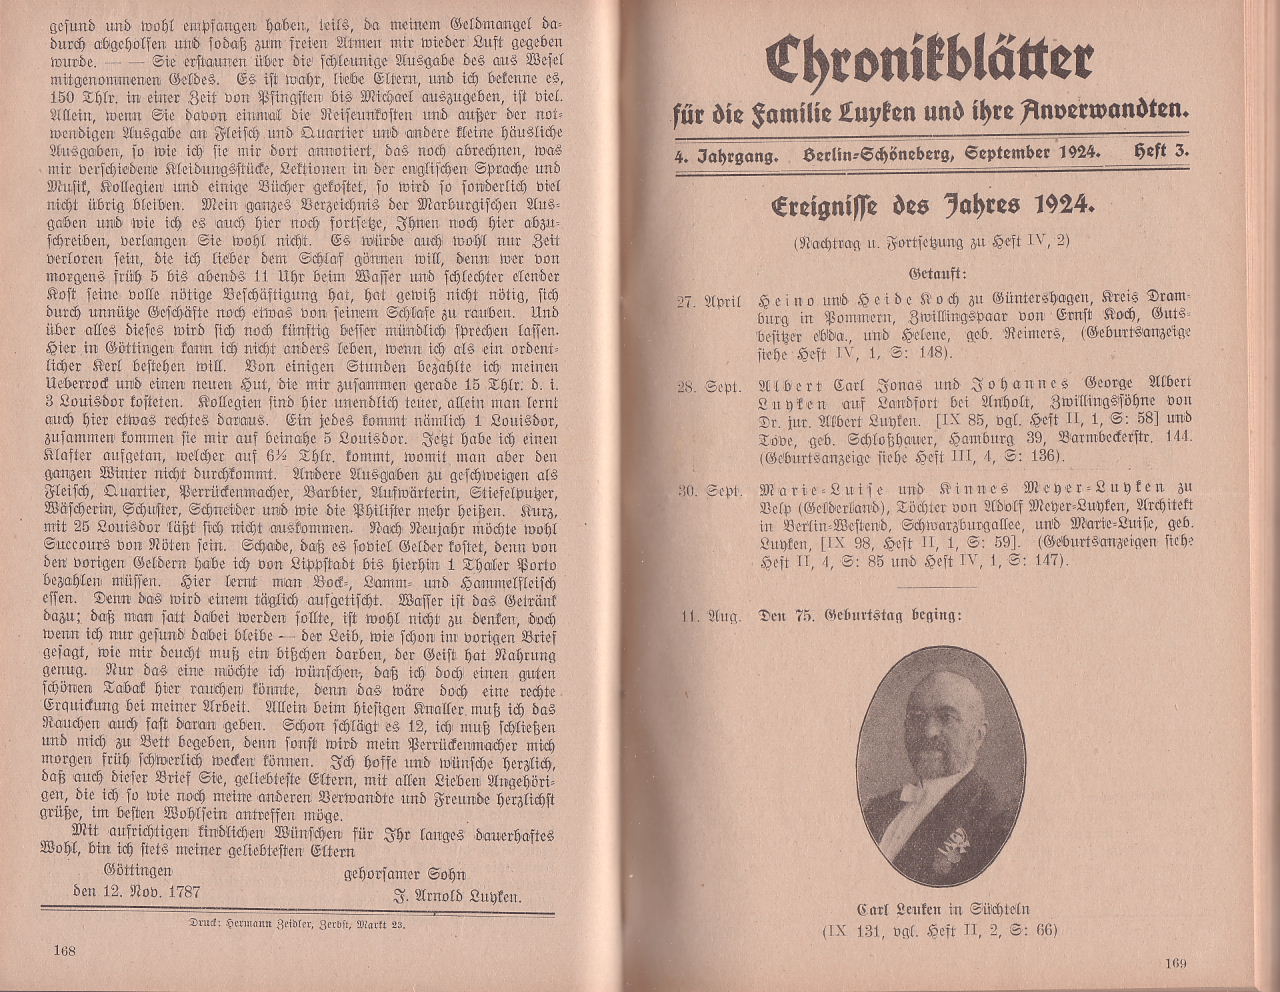 gesund und wohl empfangen haben, teils, da meinem Geldmangel da-
durch abgeholfen und sodaß zum freien Atmen mir wieder Luft gegeben
wurde. — — Sie erstaunen über die schleunige Ausgabe des aus Wesel
mitgenommenen Geldes. Es ist wahr, liebe Eltern, und ich bekenne es,
150 Thlr. in einer Zeit von Pfingsten bis Michael auszugeben, ist viel.
Allein, wenn Sie davon einmal die Reiseunkosten und außer der not-
wendigen Ausgabe an Fleisch und Quartier und andere kleine häusliche
Ausgaben, so wie ich sie mir dort annotiert, das noch abrechnen, was
mir verschiedene Kleidungsstücke, Lektionen in der englischen Sprache und
Musik, Kollegien und einige Bücher gekostet, so wird so sonderlich viel
nicht übrig bleiben. Mein ganzes Verzeichnis der Marburgischen Aus-
gaben und wie ich es auch hier noch fortsetze, Ihnen noch hier abzu-
schreiben, verlangen Sie wohl nicht. Es würde auch wohl nur Zeit
verloren sein, die ich lieber dem Schlaf gönnen will, denn wer von
morgens früh 5 bis abends 11 Uhr beim Wasser und schlechter elender
Kost seine volle nötige Beschäftigung hat, hat gewiß nicht nötig, sich
durch unnütze Geschäfte noch etwas von seinem Schlafe zu rauben. Und
über alles dieses wird sich noch künftig besser mündlich sprechen lassen.
Hier in Göttingen kann ich nicht anders leben, wenn ich als ein ordent-
licher Kerl bestehen will. Von einigen Stunden bezahlte ich meinen
Ueberrock und einen neuen Hut, die mir zusammen gerade 15 Thlr. d. i.
3 Louisdor kosteten. Kollegien sind hier unendlich teuer, allein man lernt
auch hier etwas rechtes daraus. Ein jedes kommt nämlich 1 Louisdor,
zusammen kommen sie mir auf beinahe 5 Louisdor. Jetzt habe ich einen
Klafter aufgetan, welcher auf 6½ Thlr. kommt, womit man aber den
ganzen Winter nicht durchkommt. Andere Ausgaben zu geschweigen als
Fleisch, Quartier, Perrückenmacher, Barbier, Aufwärterin, Stiefelputzer,
Wäscherin, Schuster, Schneider und wie die Philister mehr heißen. Kurz,
mit 25 Louisdor läßt sich nicht auskommen. Nach Neujahr möchte wohl
Succours von Nöten sein. Schade, daß es soviel Gelder kostet, denn von
den vorigen Geldern habe ich von Lippstadt bis hierhin 1 Thaler Porto
bezahlen müssen. Hier lernt man Bock-, Lamm- und Hammelfleisch
essen. Denn das wird einem täglich aufgetischt. Wasser ist das Getränk
dazu; daß man satt dabei werden sollte, ist wohl nicht zu denken, doch
wenn ich nur gesund dabei bleibe — der Leib, wie schon im vorigen Brief
gesagt, wie mir deucht muß ein bißchen darben, der Geist hat Nahrung
genug. Nur das eine möchte ich wünschen, daß ich doch einen guten
schönen Tabak hier rauchen könnte, denn das wäre doch eine rechte
Erquickung bei meiner Arbeit. Allein beim hiesigen Knaller muß ich das
Rauchen auch fast daran geben. Schon schlägt es 12, ich muß schließen
und mich zu Bett begeben, denn sonst wird mein Perrückenmacher mich
morgen früh schwerlich wecken können. Ich hoffe und wünsche herzlich,
daß auch dieser Brief Sie, geliebteste Eltern, mit allen Lieben Angehöri-
gen, die ich so wie noch meine anderen Verwandte und Freunde herzlichst
grüße, im besten Wohlsein antreffen möge.
Mit aufrichtigen kindlichen Wünschen für Ihr langes dauerhaftes
Wohl, bin ich stets meiner geliebtesten Eltern
Göttingen gehorsamer Sohn
den 12. Nov. 1787 J. Arnold Luyken.
Druck: Hermann Zeidler, Zerbst, Markt 23.
168
Chronikblätter
für die Familie Luyken und ihre Anverwandten.
4. Jahrgang. Berlin-Schöneberg, September 1924. Heft 3.
Ereignisse des Jahres 1924.
(Nachtrag u. Fortsetzung zu Heft IV, 2)
Getauft:
27. April Heino und Heide Koch zu Güntershagen, Kreis Dram-
burg in Pommern, Zwillingspaar von Ernst Koch, Guts-
besitzer ebda., und Helene, geb. Reimers, (Geburtsanzeige
siehe Heft IV, 1, S: 148).
28. Sept. Albert Carl Jonas und Johannes George Albert
Luyken auf Landfort bei Anholt, Zwillingssöhne von
Dr. jur. Albert Luyken. [IX 85, vgl. Heft II, 1, S: 58] und
Tove, geb. Schloßhauer, Hamburg 39, Barmbeckerstr. 144.
(Geburtsanzeige siehe Heft III, 4, S: 136).
30. Sept. Marie-Luise und Kinnes Meyer-Luyken zu
Velp (Gelderland), Töchter von Adolf Meyer-Luyken, Architekt
in Berlin-Westend, Schwarzburgallee, und Marie-Luise, geb.
Luyken, [IX 98, Heft II, 1, S: 59]. (Geburtsanzeigen siehe
Heft II, 4, S: 85 und Heft IV, 1, S: 147).
11. Aug. Den 75. Geburtstag beging:
Carl Leuken in Süchteln
(IX 131, vgl. Heft II, 2, S: 66)
169